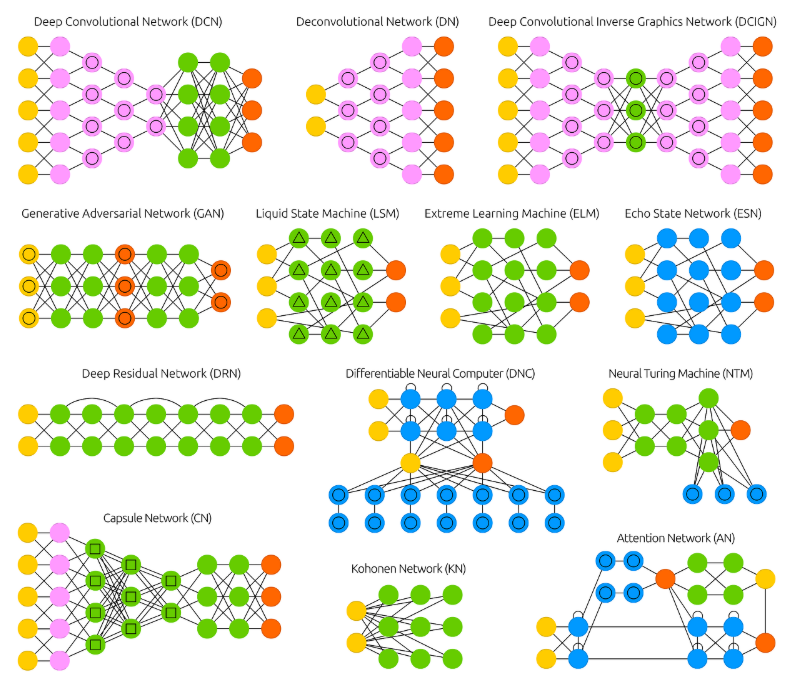 Deep Convolutional Network (DCN)
Deconvolutional Network (DN)
Deep Convolutional Inverse Graphics Network (DCIGN)
Generative Adversarial Network (GAN)
Liquid State Machine (LSM)
Extreme Learning Machine (ELM)
Echo State Network (ESN)
Deep Residual Network (DRN)
Differentiable Neural Computer (DNC)
Neural Turing Machine (NTM)
Capsule Network (CN)
Kohonen Network (KN)
Attention Network (AN)